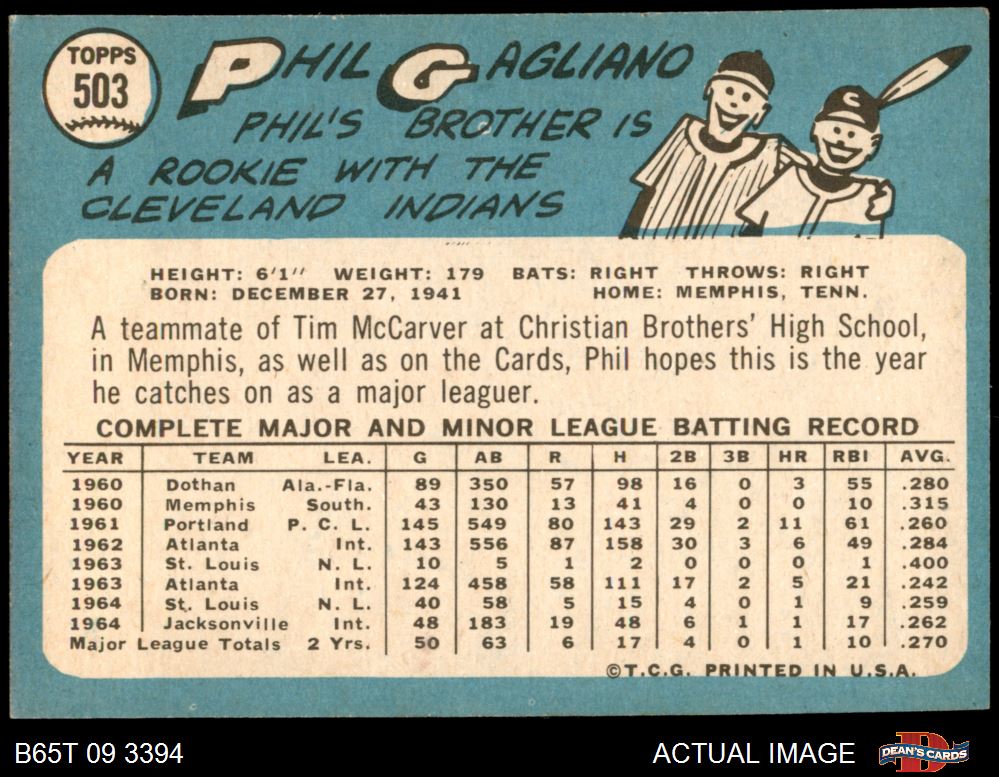 TOPPS
503
PHIL GAGLIANO
PHIL'S BROTHER IS
A ROOKIE WITH THE
CLEVELAND INDIANS
C
HEIGHT: 6'1" WEIGHT: 179 BATS: RIGHT THROWS: RIGHT
BORN: DECEMBER 27, 1941 HOME: MEMPHIS, TENN.
A teammate of Tim McCarver at Christian Brothers' High School,
in Memphis, as well as on the Cards, Phil hopes this is the year
he catches on as a major leaguer.
COMPLETE MAJOR AND MINOR LEAGUE BATTING RECORD
YEAR TEAM LEA. G AB R H 2B 3B HR RBI AVG.
1960 Dothan Ala.-Fla. 89 350 57 98 16 0 3 55 .280
1960 Memphis South. 43 130 13 41 4 0 0 10 .315
1961 Portland P. C. L. 145 549 80 143 29 2 11 61 .260
1962 Atlanta Int. 143 556 87 158 30 3 6 49 .284
1963 St. Louis N. L. 10 5 1 2 0 0 0 1 .400
1963 Atlanta Int. 124 458 58 111 17 2 5 21 .242
1964 St. Louis N. L. 40 58 5 15 4 0 1 9 .259
1964 Jacksonville Int. 48 183 19 48 6 1 1 17 .262
Major League Totals 2 Yrs. 50 63 6 17 4 0 1 10 .270
©T.C.G. PRINTED IN U.S.A.
B65T 09 3394 ACTUAL IMAGE DEAN'S CARDS